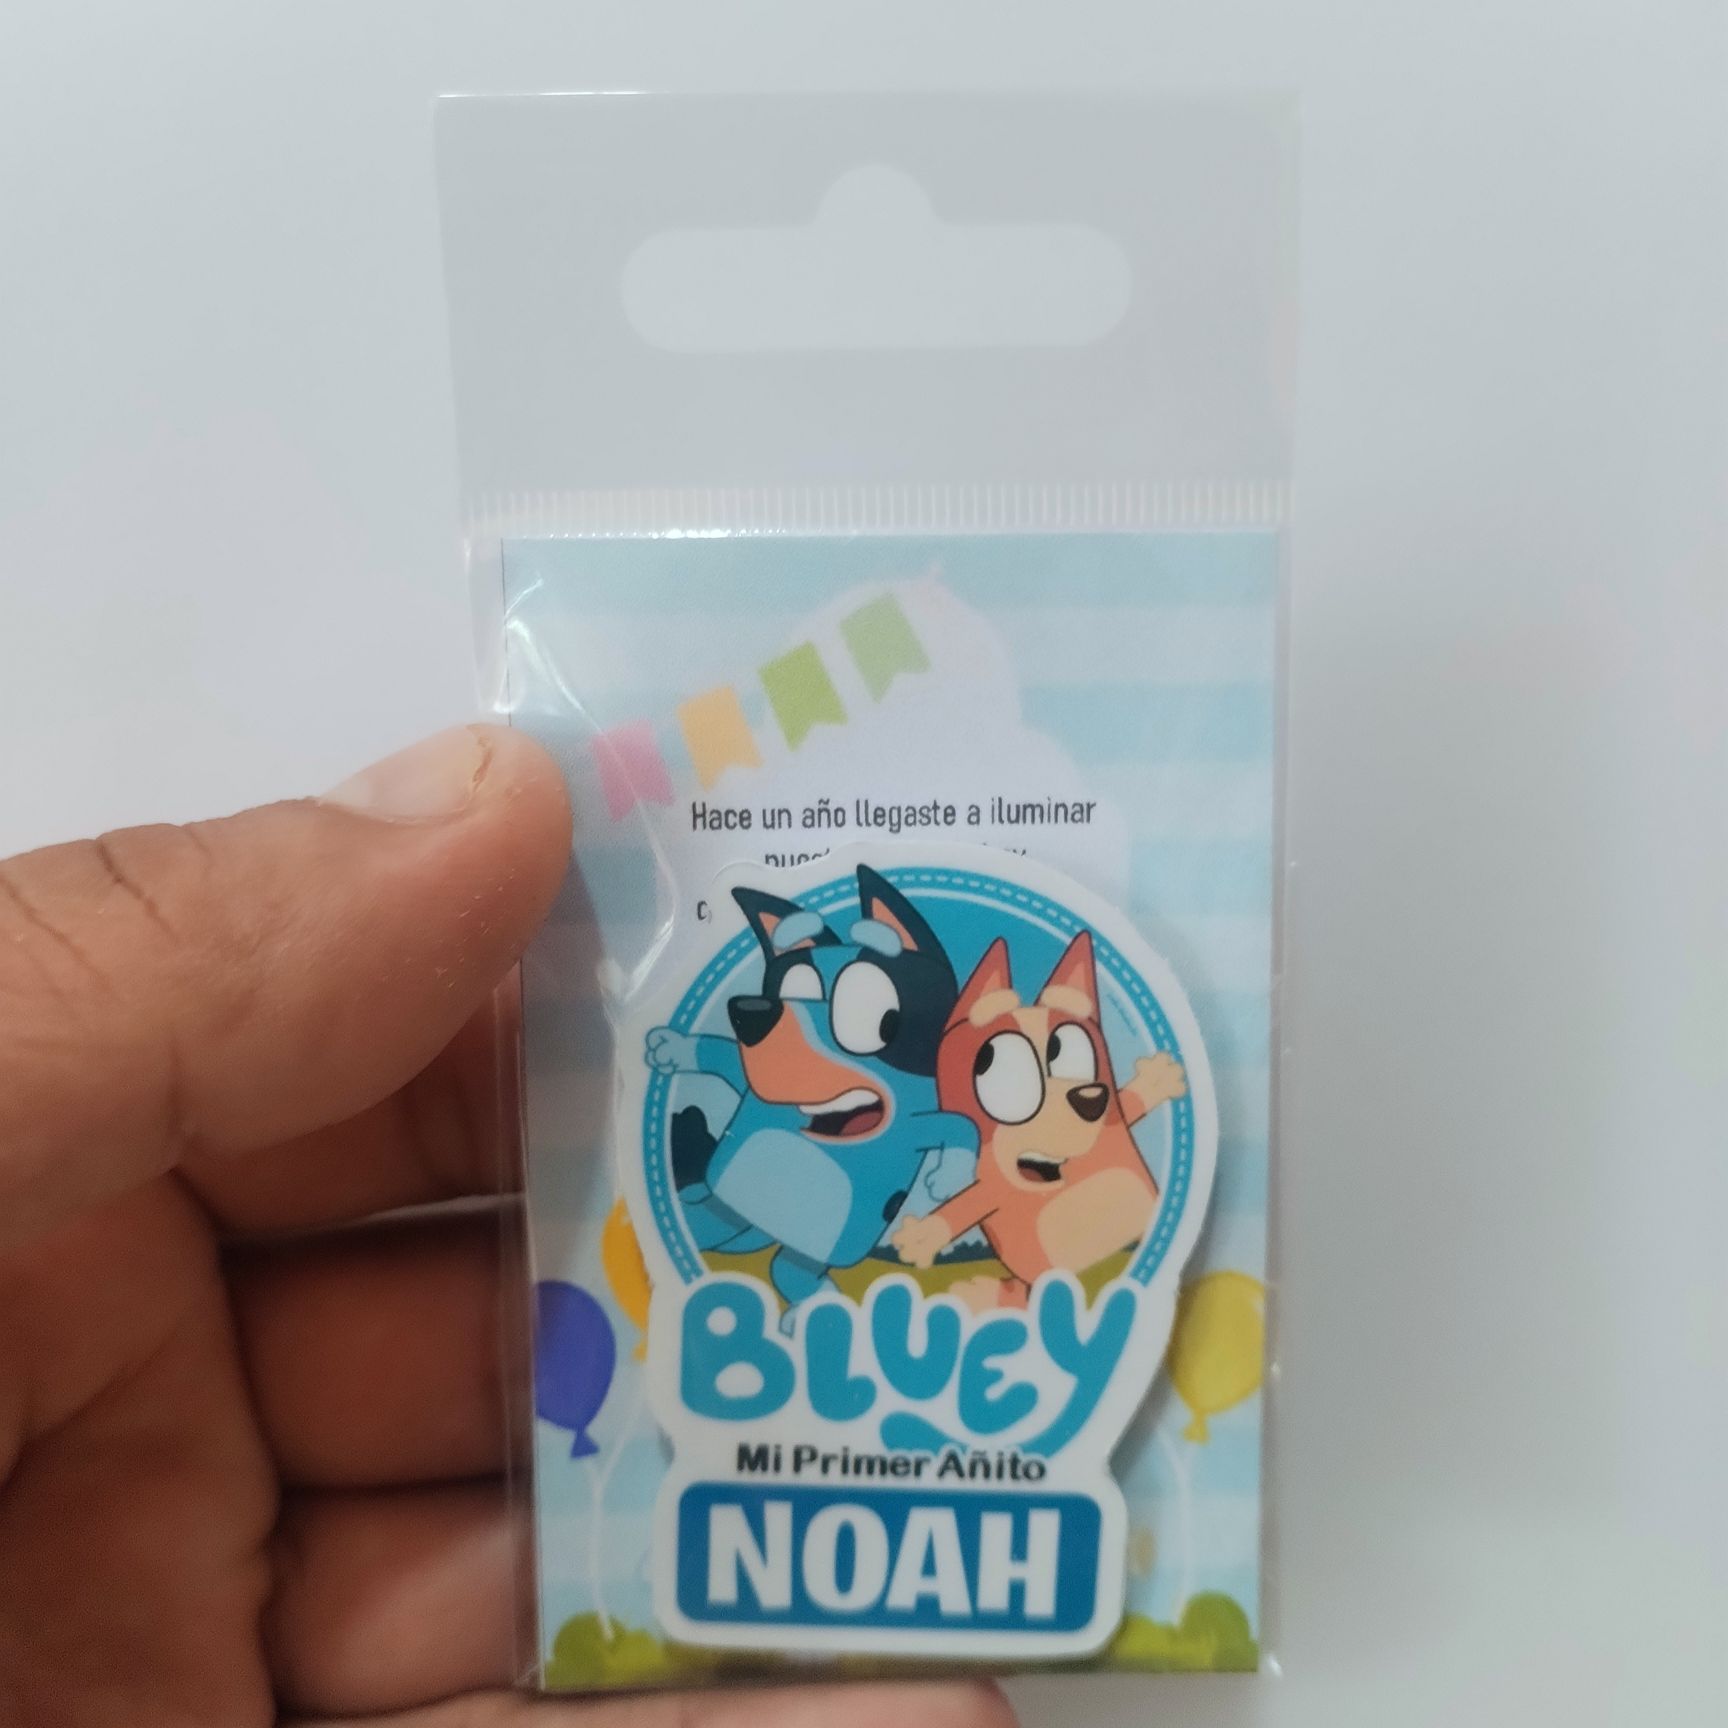 Hace un año llegaste a iluminar
BLUEY
Mi Primer Añito
NOAH